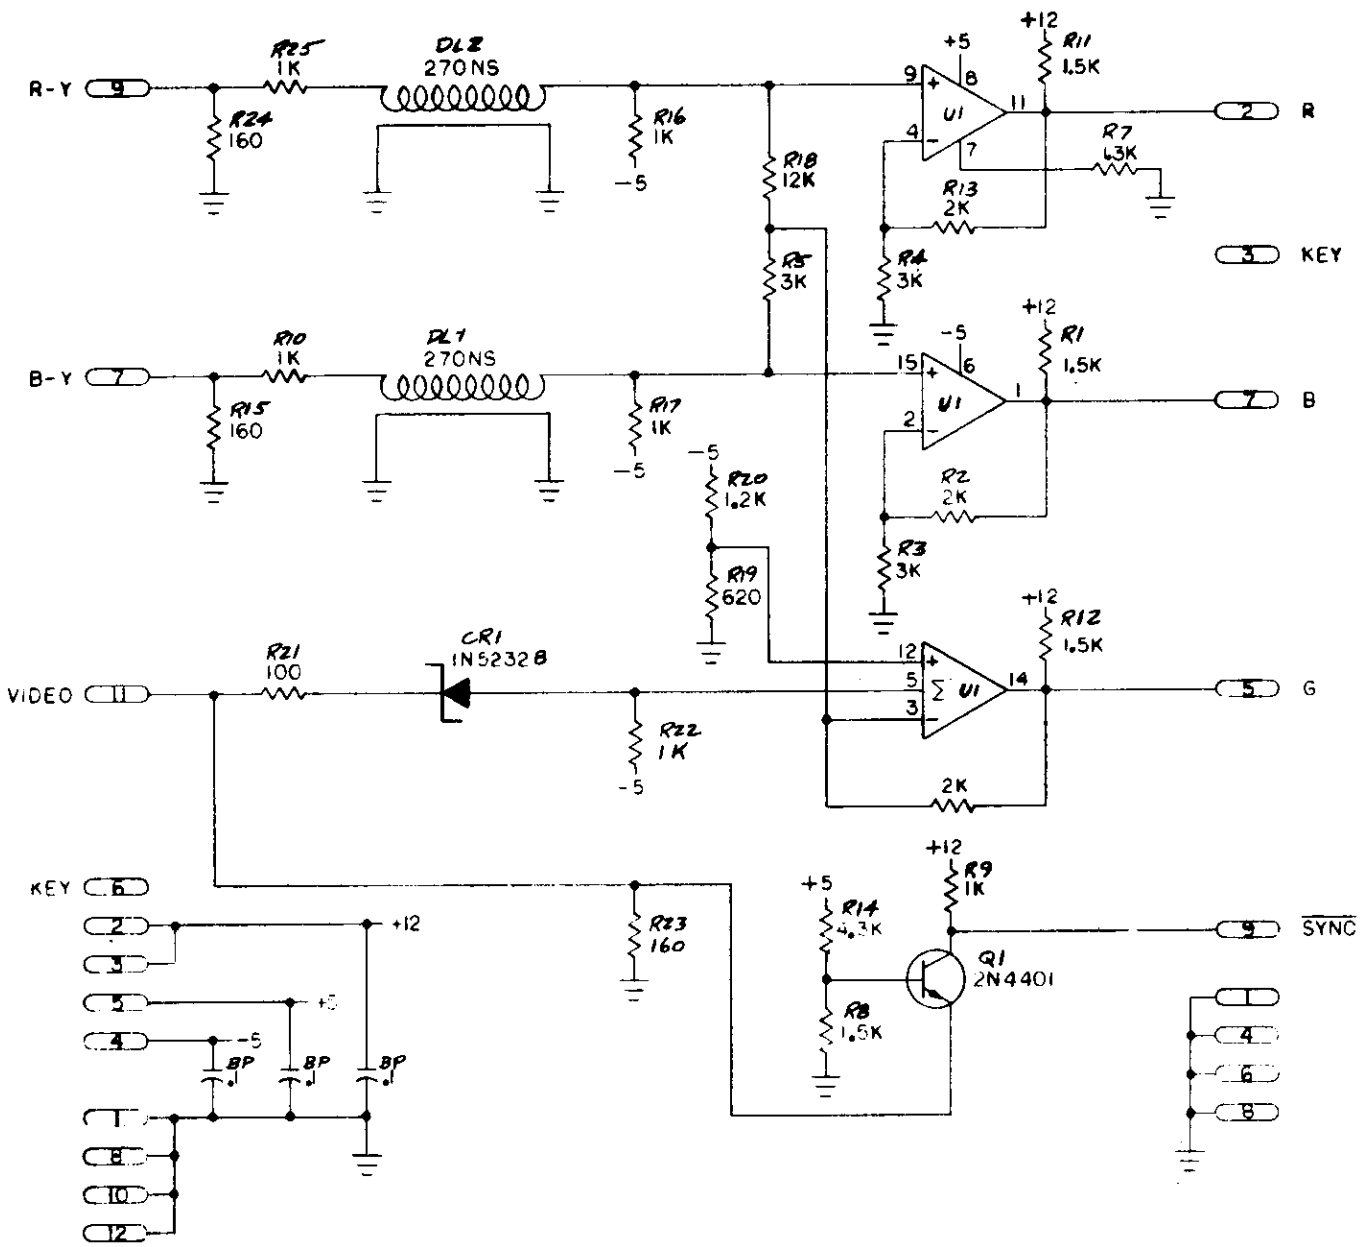 R25
1K
DL2
270NS
R-Y 9
R24
160
R16
1K
-5
R18
12K
+5
9 +
8
U1
11
4 -
7
+12
R11
1.5K
2 R
R7
1.3K
R13
2K
3 KEY
R5
3K
R4
3K
R10
1K
DL1
270NS
B-Y 7
R15
160
R17
1K
-5
-5
15 +
6
U1
1
2 -
+12
R1
1.5K
7 B
-5
R20
1.2K
R2
2K
R3
3K
R19
620
R21
100
CR1
1N5232B
VIDEO 11
R22
1K
-5
12 +
5 Σ U1 14
3 -
+12
R12
1.5K
5 G
2K
KEY 6
2
+12
3
5
+5
4
-5
BP
.1
BP
.1
BP
.1
1
8
10
12
R23
160
+5
R14
4.3K
R8
1.5K
+12
R9
1K
Q1
2N4401
9 SYNC
1
4
6
8